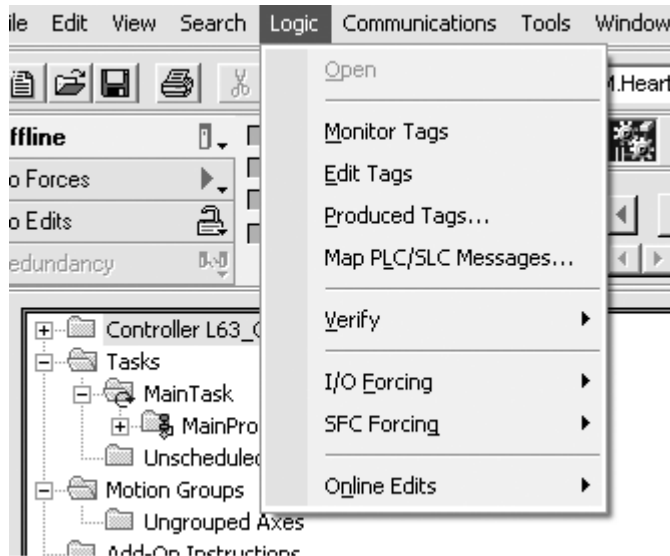 ile Edit View Search Logic Communications Tools Window
Open
M.Heart
ffline
Monitor Tags
o Forces
Edit Tags
o Edits
Produced Tags...
edundancy
Map PLC/SLC Messages...
Controller L63_C
Verify
Tasks
MainTask
I/O Forcing
MainPro
SFC Forcing
Unscheduled
Motion Groups
Online Edits
Ungrouped Axes
Add-On Instructions